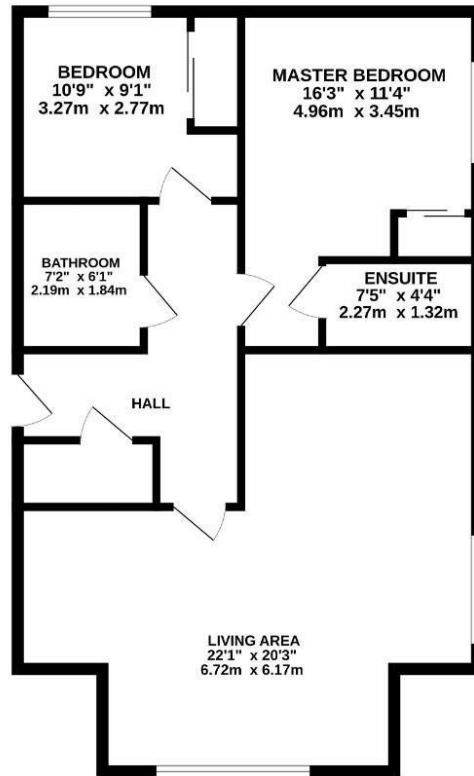 BEDROOM
10'9" x 9'1"
3.27m x 2.77m
MASTER BEDROOM
16'3" x 11'4"
4.96m x 3.45m
BATHROOM
7'2" x 6'1"
2.19m x 1.84m
ENSUITE
7'5" x 4'4"
2.27m x 1.32m
HALL
LIVING AREA
22'1" x 20'3"
6.72m x 6.17m